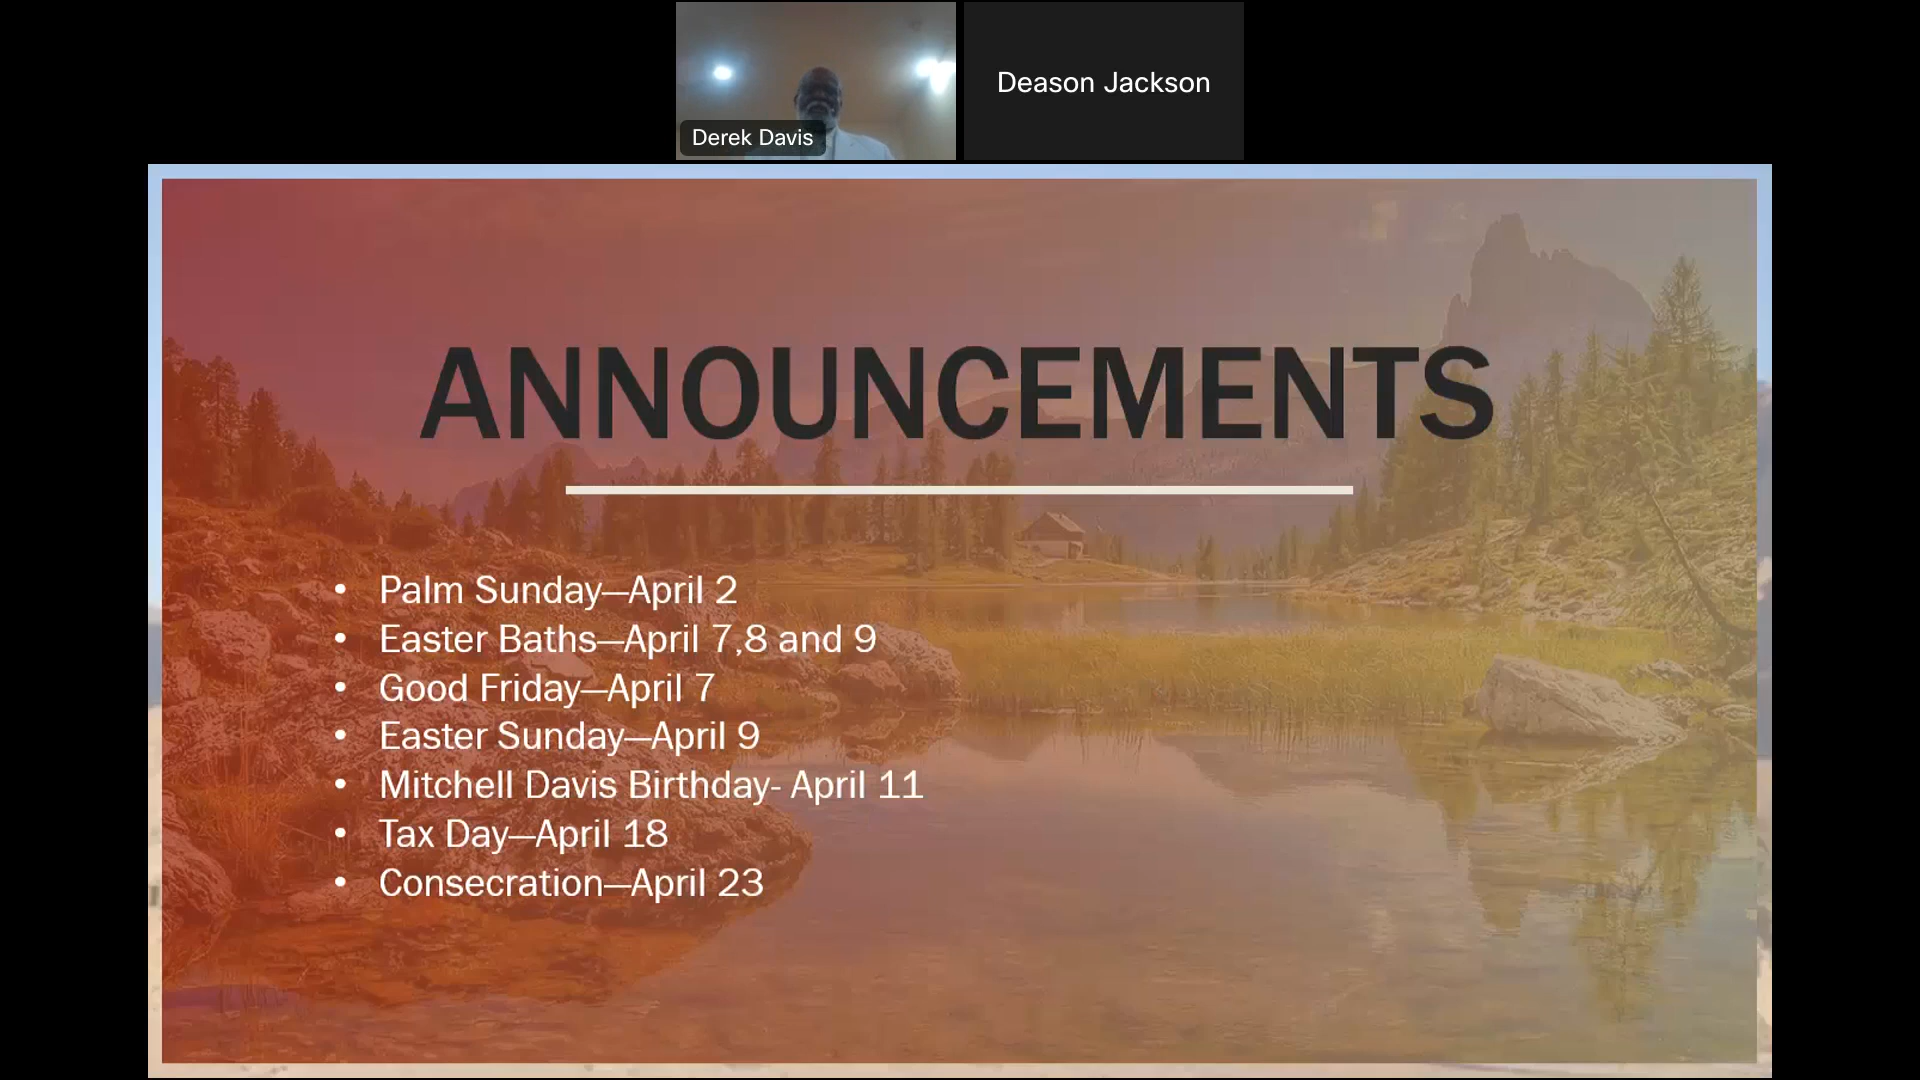 Derek Davis
Deason Jackson
ANNOUNCEMENTS
• Palm Sunday—April 2
• Easter Baths—April 7,8 and 9
• Good Friday—April 7
• Easter Sunday—April 9
• Mitchell Davis Birthday- April 11
• Tax Day—April 18
• Consecration—April 23